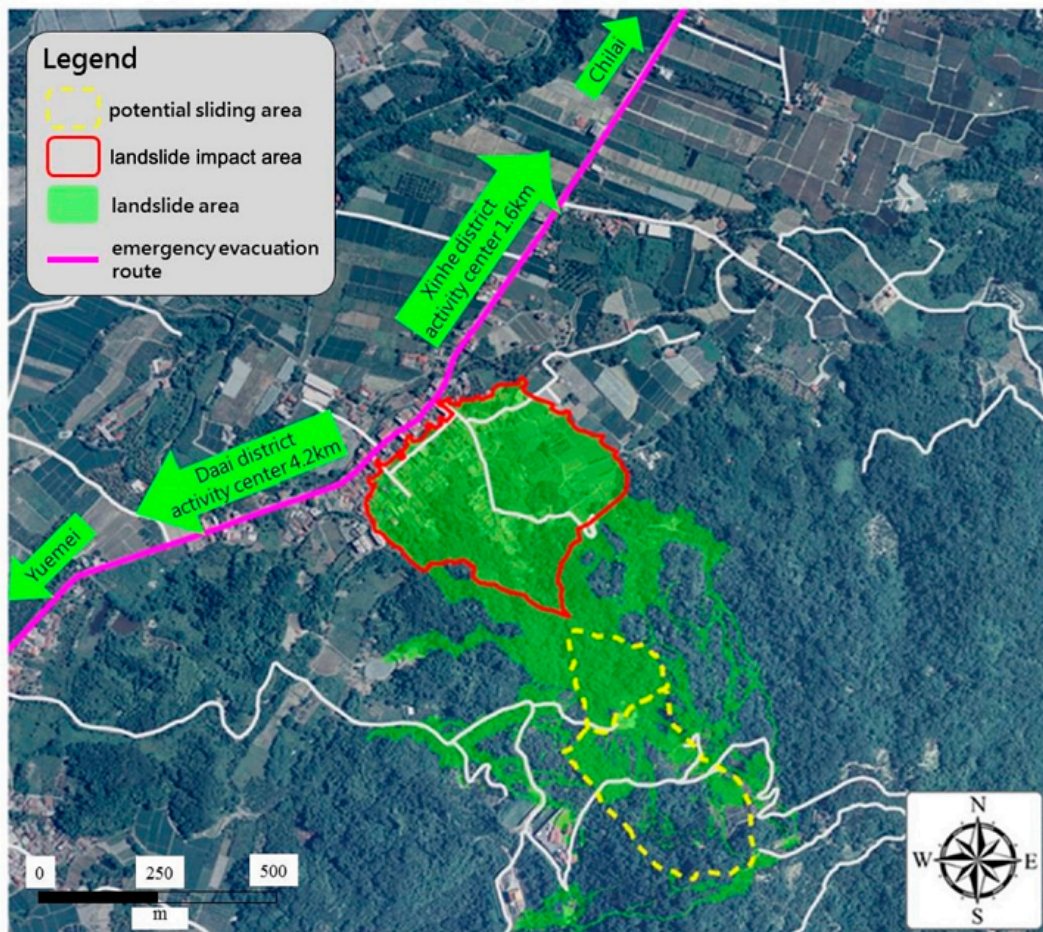 Legend
potential sliding area
landslide impact area
landslide area
emergency evacuation
route
Chilai
Xinhe district
activity center 1.6km
Daai district
activity center 4.2km
Yuemei
0 250 500
m
N
W E
S